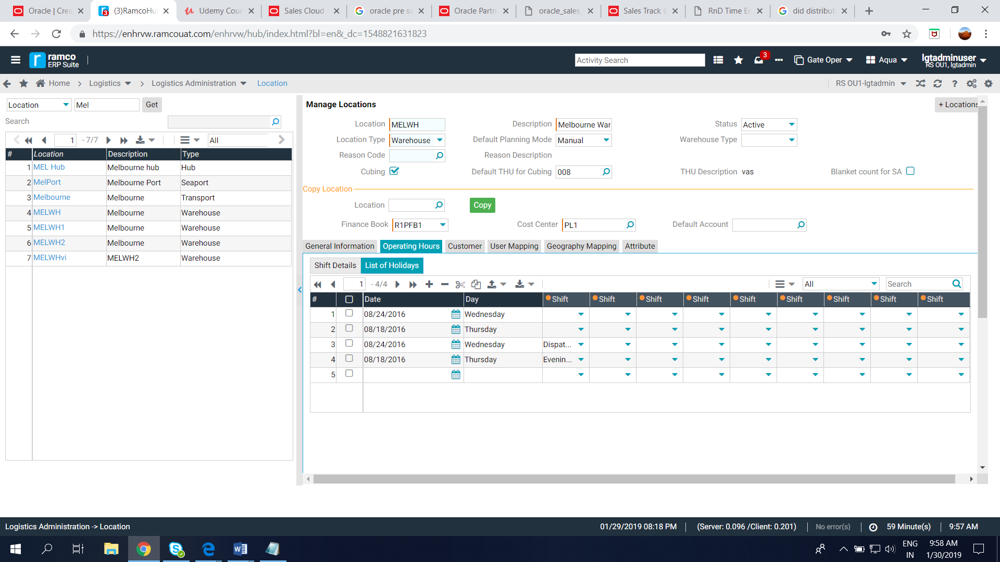 Oracle | Crea
(3)RamcoHu
Udemy Cour
Sales Cloud
oracle pre sa
Oracle Partn
oracle_sales_
Sales Track
RnD Time En
did distribut
https://enhrvw.ramcouat.com/enhrvw/hub/index.html?bl=en&_dc=1548821631823
ramco
ERP Suite
Activity Search
3
Gate Oper
Aqua
lgtadminuser
RS OU1, lgtadmin
Home > Logistics > Logistics Administration Location
RS OU1-lgtadmin
Location Mel Get
Search
1 - 7/7 All
# Location Description Type
1 MEL Hub Melbourne hub Hub
2 MelPort Melbourne Port Seaport
3 Melbourne Melbourne Transport
4 MELWH Melbourne Warehouse
5 MELWH1 Melbourne Warehouse
6 MELWH2 Melbourne Warehouse
7 MELWHvi MELWH2 Warehouse
Manage Locations
+ Locations
Location MELWH Description Melbourne War Status Active
Location Type Warehouse Default Planning Mode Manual Warehouse Type
Reason Code Reason Description
Cubing Default THU for Cubing 008 THU Description vas Blanket count for SA
Copy Location
Location Copy
Finance Book R1PFB1 Cost Center PL1 Default Account
General Information Operating Hours Customer User Mapping Geography Mapping Attribute
Shift Details List of Holidays
1 - 4/4 All Search
# Date Day Shift Shift Shift Shift Shift Shift Shift Shift Shift
1 08/24/2016 Wednesday
2 08/18/2016 Thursday
3 08/24/2016 Wednesday Dispat...
4 08/18/2016 Thursday Evenin...
5
Logistics Administration -> Location
01/29/2019 08:18 PM (Server: 0.096 /Client: 0.201) No error(s) 59 Minute(s) 9:57 AM
ENG
IN
9:58 AM
1/30/2019